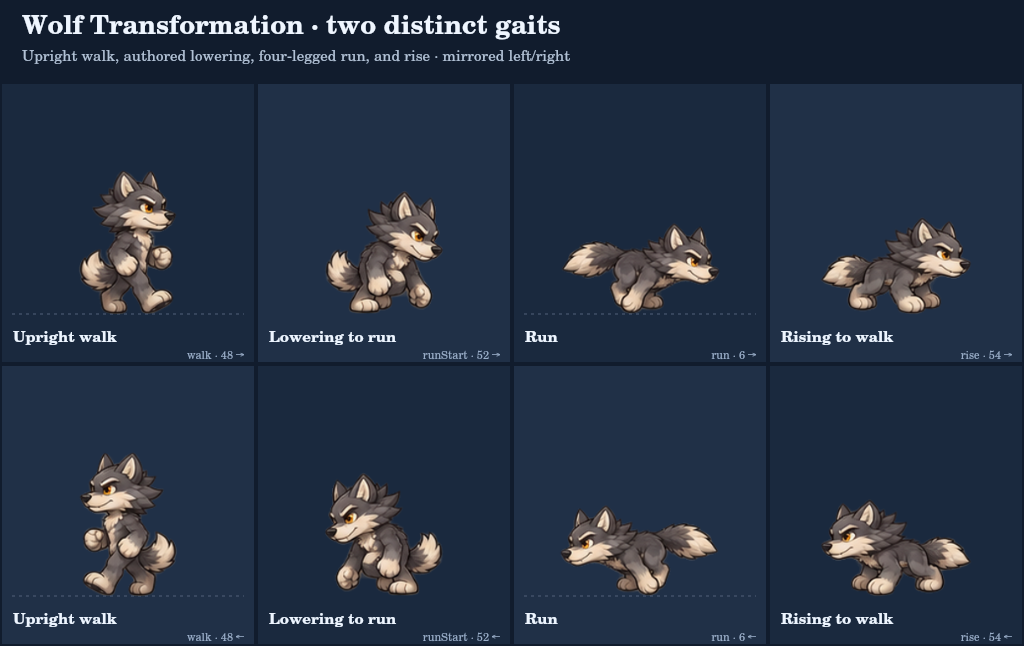 Wolf Transformation · two distinct gaits
Upright walk, authored lowering, four-legged run, and rise · mirrored left/right
Upright walk
walk · 48 →
Lowering to run
runStart · 52 →
Run
run · 6 →
Rising to walk
rise · 54 →
Upright walk
walk · 48 ←
Lowering to run
runStart · 52 ←
Run
run · 6 ←
Rising to walk
rise · 54 ←